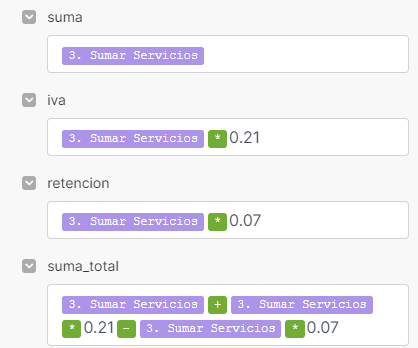 suma
3. Sumar Servicios
iva
3. Sumar Servicios * 0.21
retencion
3. Sumar Servicios * 0.07
suma_total
3. Sumar Servicios + 3. Sumar Servicios
* 0.21 - 3. Sumar Servicios * 0.07